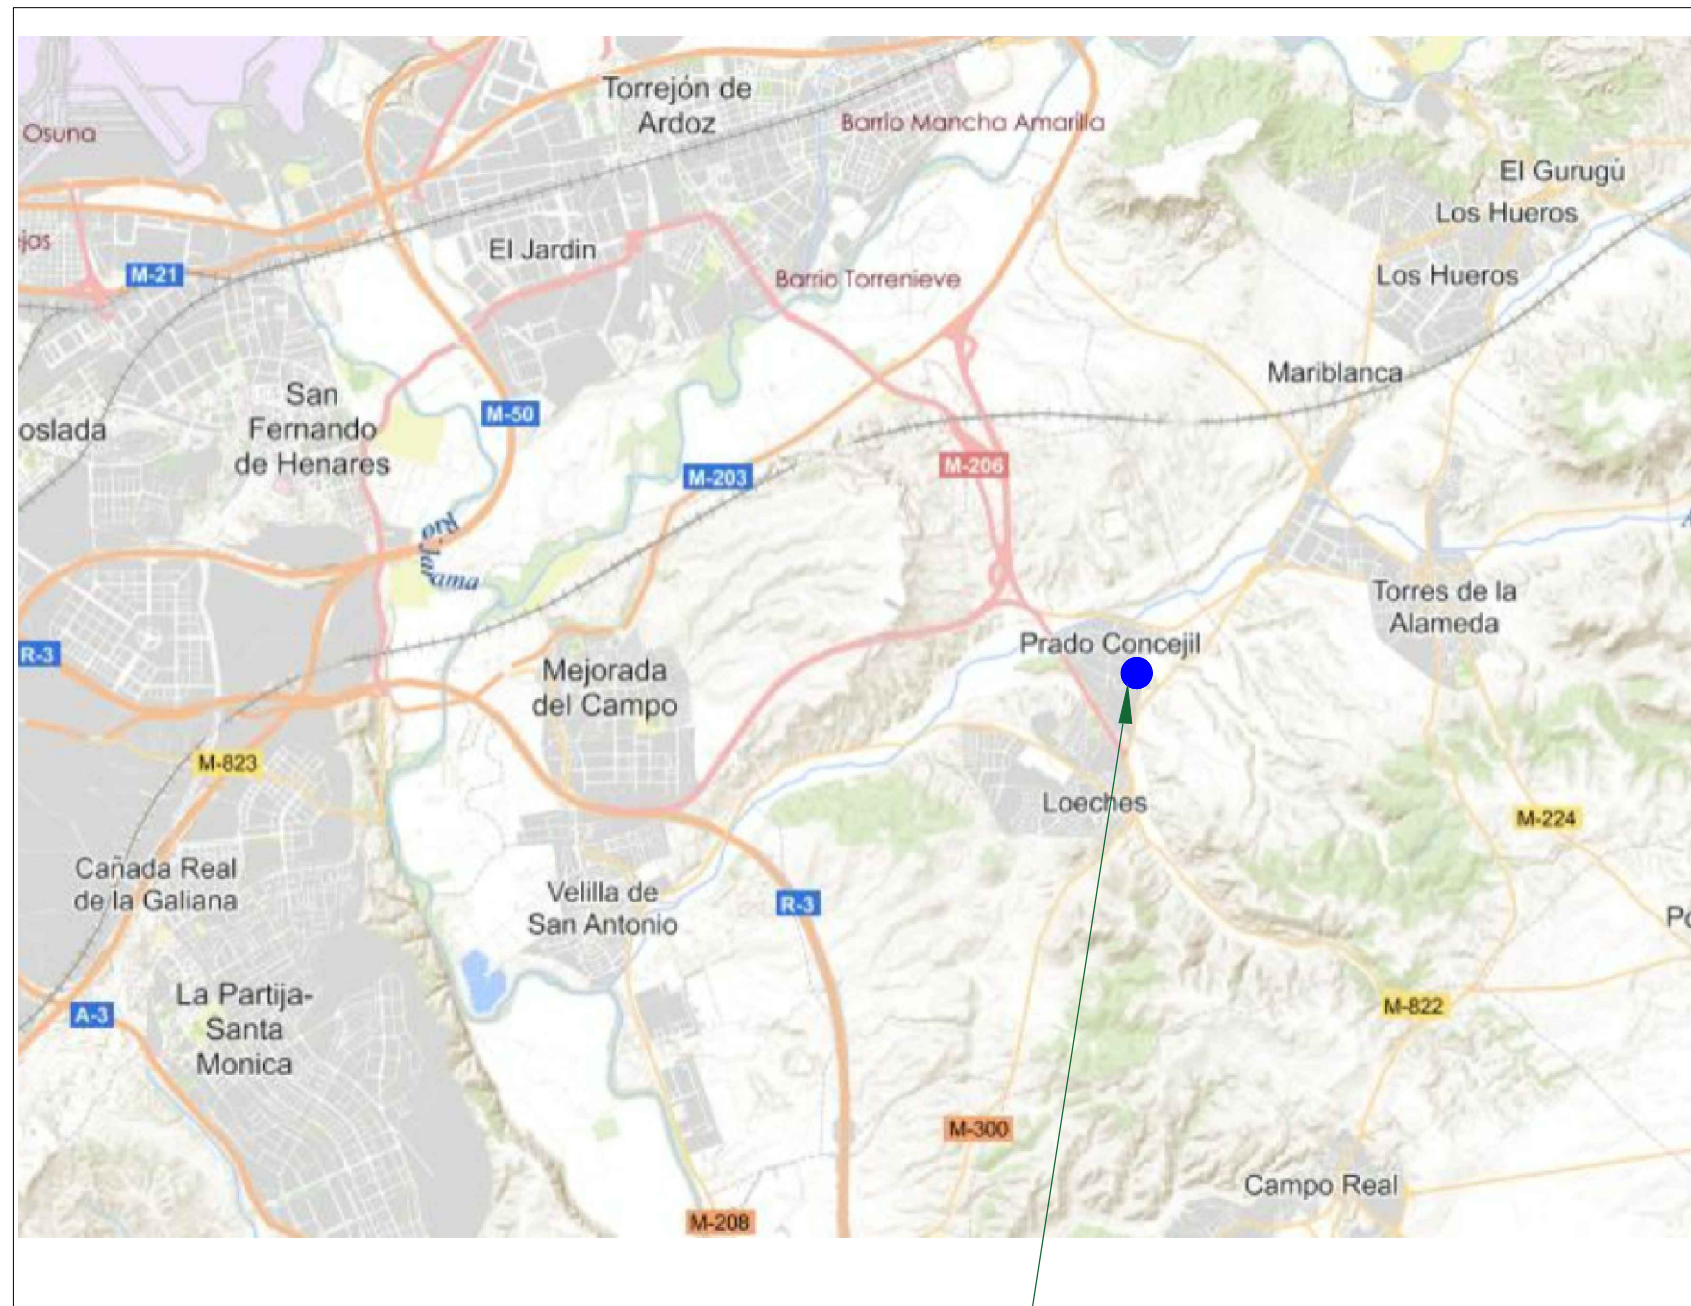 Torrejón de
Ardoz
Osuna
Barrio Mancha Amarilla
El Gurugú
Los Hueros
El Jardin
M-21
Barrio Torrenieve
Los Hueros
Mariblanca
San
Fernando
de Henares
M-50
oslada
M-203
M-206
Río Jarama
Torres de la
Alameda
Prado Concejil
R-3
Mejorada
del Campo
M-823
Loeches
M-224
Cañada Real
de la Galiana
Velilla de
San Antonio
R-3
La Partija-
Santa
Monica
A-3
M-822
M-300
Campo Real
M-208